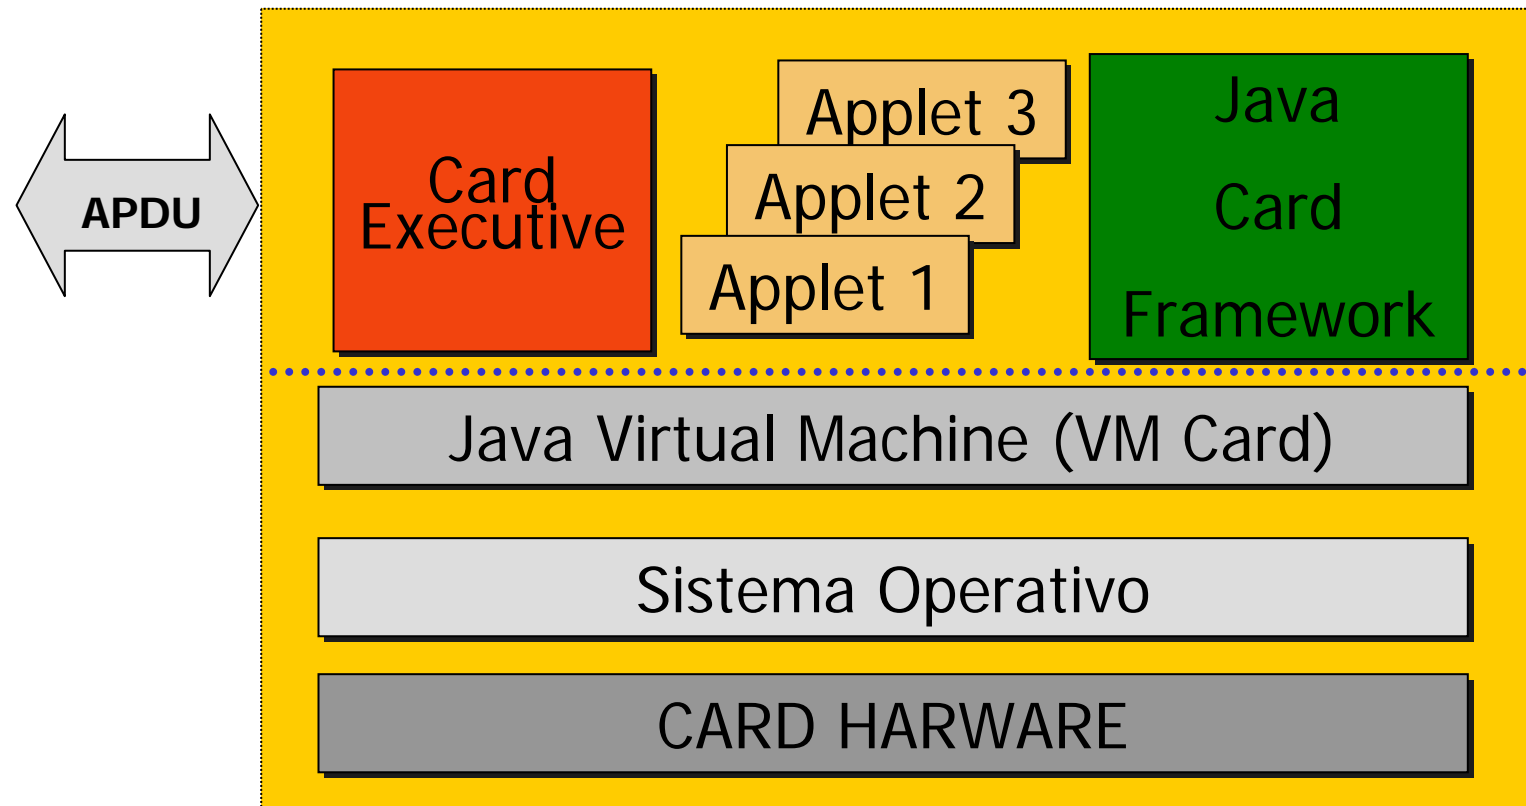 APDU
Card
Executive
Applet 3
Applet 2
Applet 1
Java
Card
Framework
Java Virtual Machine (VM Card)
Sistema Operativo
CARD HARWARE